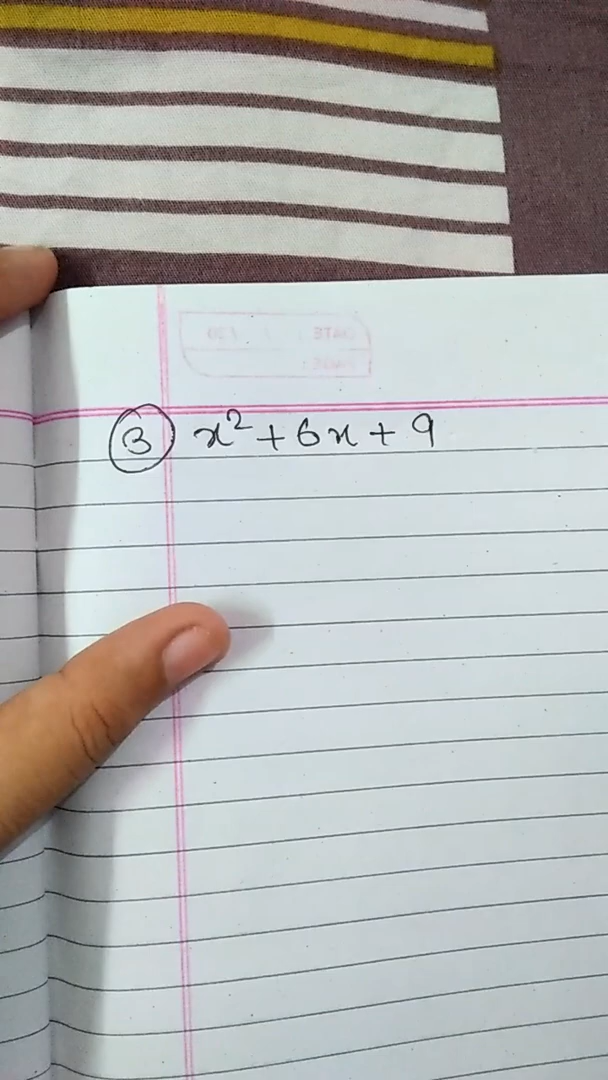 ③ x² + 6x + 9